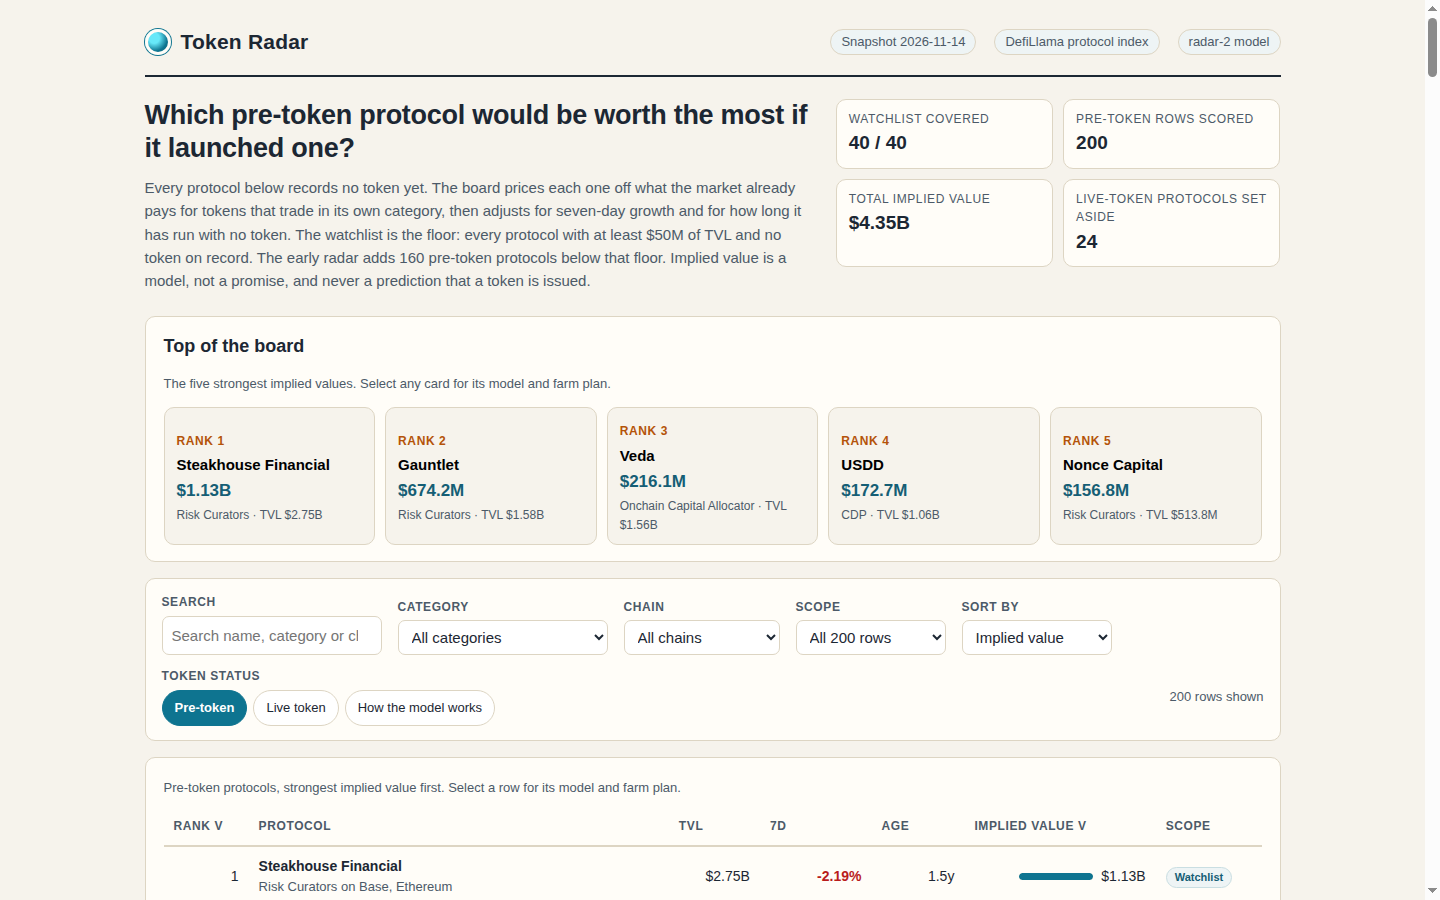 Token Radar
Snapshot 2026-11-14
DefiLlama protocol index
radar-2 model
Which pre-token protocol would be worth the most if
it launched one?
Every protocol below records no token yet. The board prices each one off what the market already
pays for tokens that trade in its own category, then adjusts for seven-day growth and for how long it
has run with no token. The watchlist is the floor: every protocol with at least $50M of TVL and no
token on record. The early radar adds 160 pre-token protocols below that floor. Implied value is a
model, not a promise, and never a prediction that a token is issued.
WATCHLIST COVERED
40 / 40
PRE-TOKEN ROWS SCORED
200
TOTAL IMPLIED VALUE
$4.35B
LIVE-TOKEN PROTOCOLS SET
ASIDE
24
Top of the board
The five strongest implied values. Select any card for its model and farm plan.
RANK 1
Steakhouse Financial
$1.13B
Risk Curators · TVL $2.75B
RANK 2
Gauntlet
$674.2M
Risk Curators · TVL $1.58B
RANK 3
Veda
$216.1M
Onchain Capital Allocator · TVL
$1.56B
RANK 4
USDD
$172.7M
CDP · TVL $1.06B
RANK 5
Nonce Capital
$156.8M
Risk Curators · TVL $513.8M
SEARCH
Search name, category or cl
CATEGORY
All categories
CHAIN
All chains
SCOPE
All 200 rows
SORT BY
Implied value
TOKEN STATUS
Pre-token
Live token
How the model works
200 rows shown
Pre-token protocols, strongest implied value first. Select a row for its model and farm plan.
RANK V PROTOCOL TVL 7D AGE IMPLIED VALUE V SCOPE
1 Steakhouse Financial $2.75B -2.19% 1.5y $1.13B Watchlist
Risk Curators on Base, Ethereum